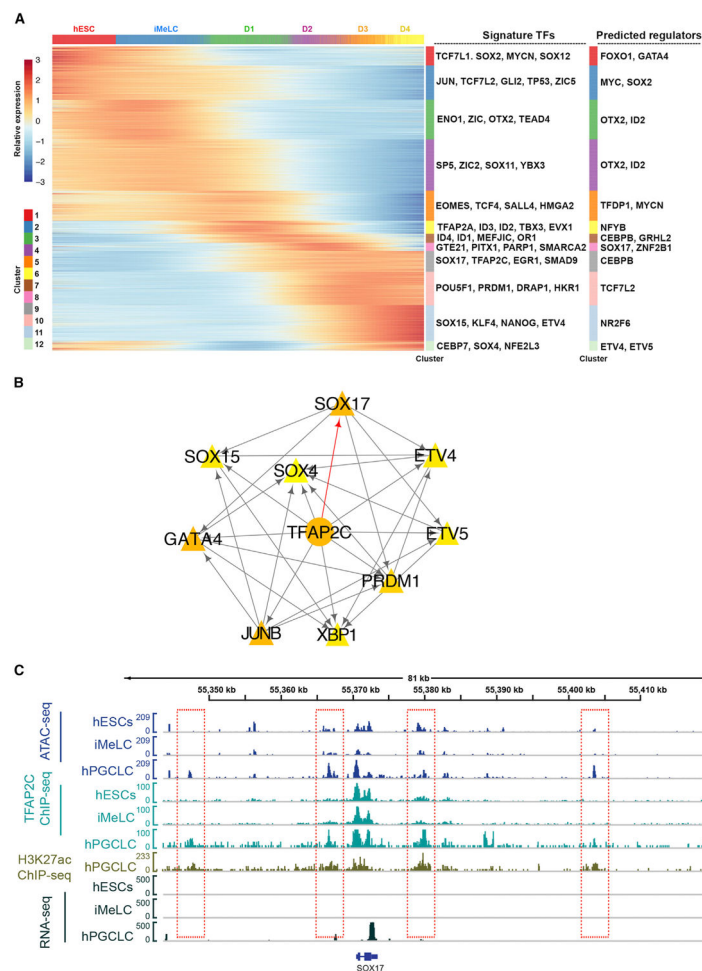 A
hESC iMeLC D1 D2 D3 D4 Signature TFs Predicted regulators
3
2
1
0
−1
−2
−3
Relative expression
TCF7L1. SOX2, MYCN, SOX12 FOXO1, GATA4
JUN, TCF7L2, GLI2, TP53, ZIC5 MYC, SOX2
ENO1, ZIC, OTX2, TEAD4 OTX2, ID2
SP5, ZIC2, SOX11, YBX3 OTX2, ID2
EOMES, TCF4, SALL4, HMGA2 TFDP1, MYCN
TFAP2A, ID3, ID2, TBX3, EVX1 NFYB
ID4, ID1, MEFJIC, OR1 CEBPB, GRHL2
GTE21, PITX1, PARP1, SMARCA2 SOX17, ZNF2B1
SOX17, TFAP2C, EGR1, SMAD9 CEBPB
POU5F1, PRDM1, DRAP1, HKR1 TCF7L2
SOX15, KLF4, NANOG, ETV4 NR2F6
CEBP7, SOX4, NFE2L3 ETV4, ETV5
Cluster Cluster
Cluster
1
2
3
4
5
6
7
8
9
10
11
12
B
SOX17
SOX15
ETV4
SOX4
TFAP2C
GATA4
ETV5
PRDM1
JUNB
XBP1
C
81 kb
55,350 kb 55,360 kb 55,370 kb 55,380 kb 55,390 kb 55,400 kb 55,410 kb
ATAC-seq
hESCs 209 0
iMeLC 209 0
hPGCLC 209 0
TFAP2C
ChIP-seq
hESCs 100 0
iMeLC 100 0
hPGCLC 100 0
H3K27ac
ChIP-seq
hPGCLC 233 0
RNA-seq
hESCs 500 0
iMeLC 500 0
hPGCLC 500 0
SOX17